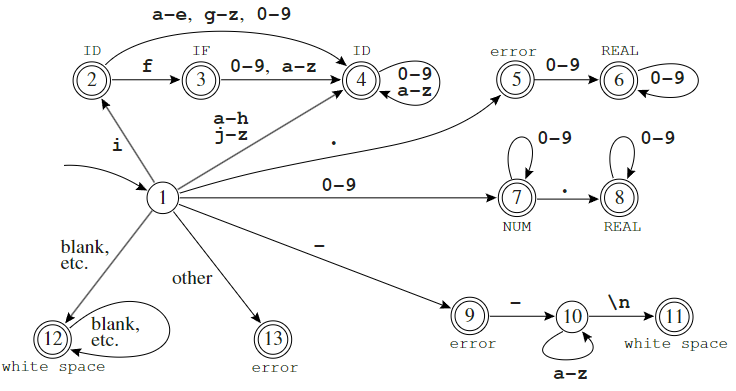 a–e, g–z, 0–9
ID IF ID error REAL
2 f 3 0–9, a–z 4 0–9 a–z 5 0–9 6 0–9
a–h
j–z
i .
0–9 0–9
1 0–9 7 . 8
NUM REAL
–
blank,
etc.
other
12 blank,
etc.
13 9 – 10 \n 11
white space error error white space
a–z